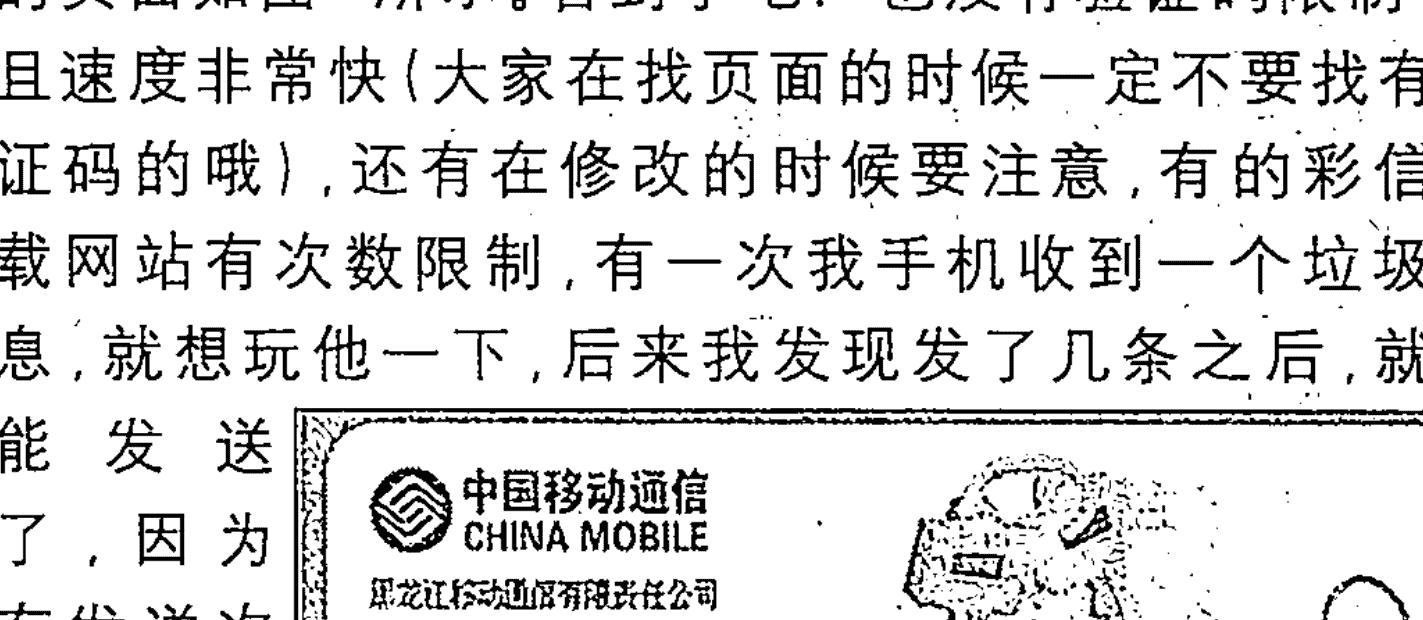 且速度非常快(大家在找页面的时候一定不要找有
证码的哦),还有在修改的时候要注意,有的彩信
载网站有次数限制,有一次我手机收到一个垃圾
息,就想玩他一下,后来我发现发了几条之后,就
能发送
了,因为
中国移动通信
CHINA MOBILE
黑龙江移动通信有限责任公司